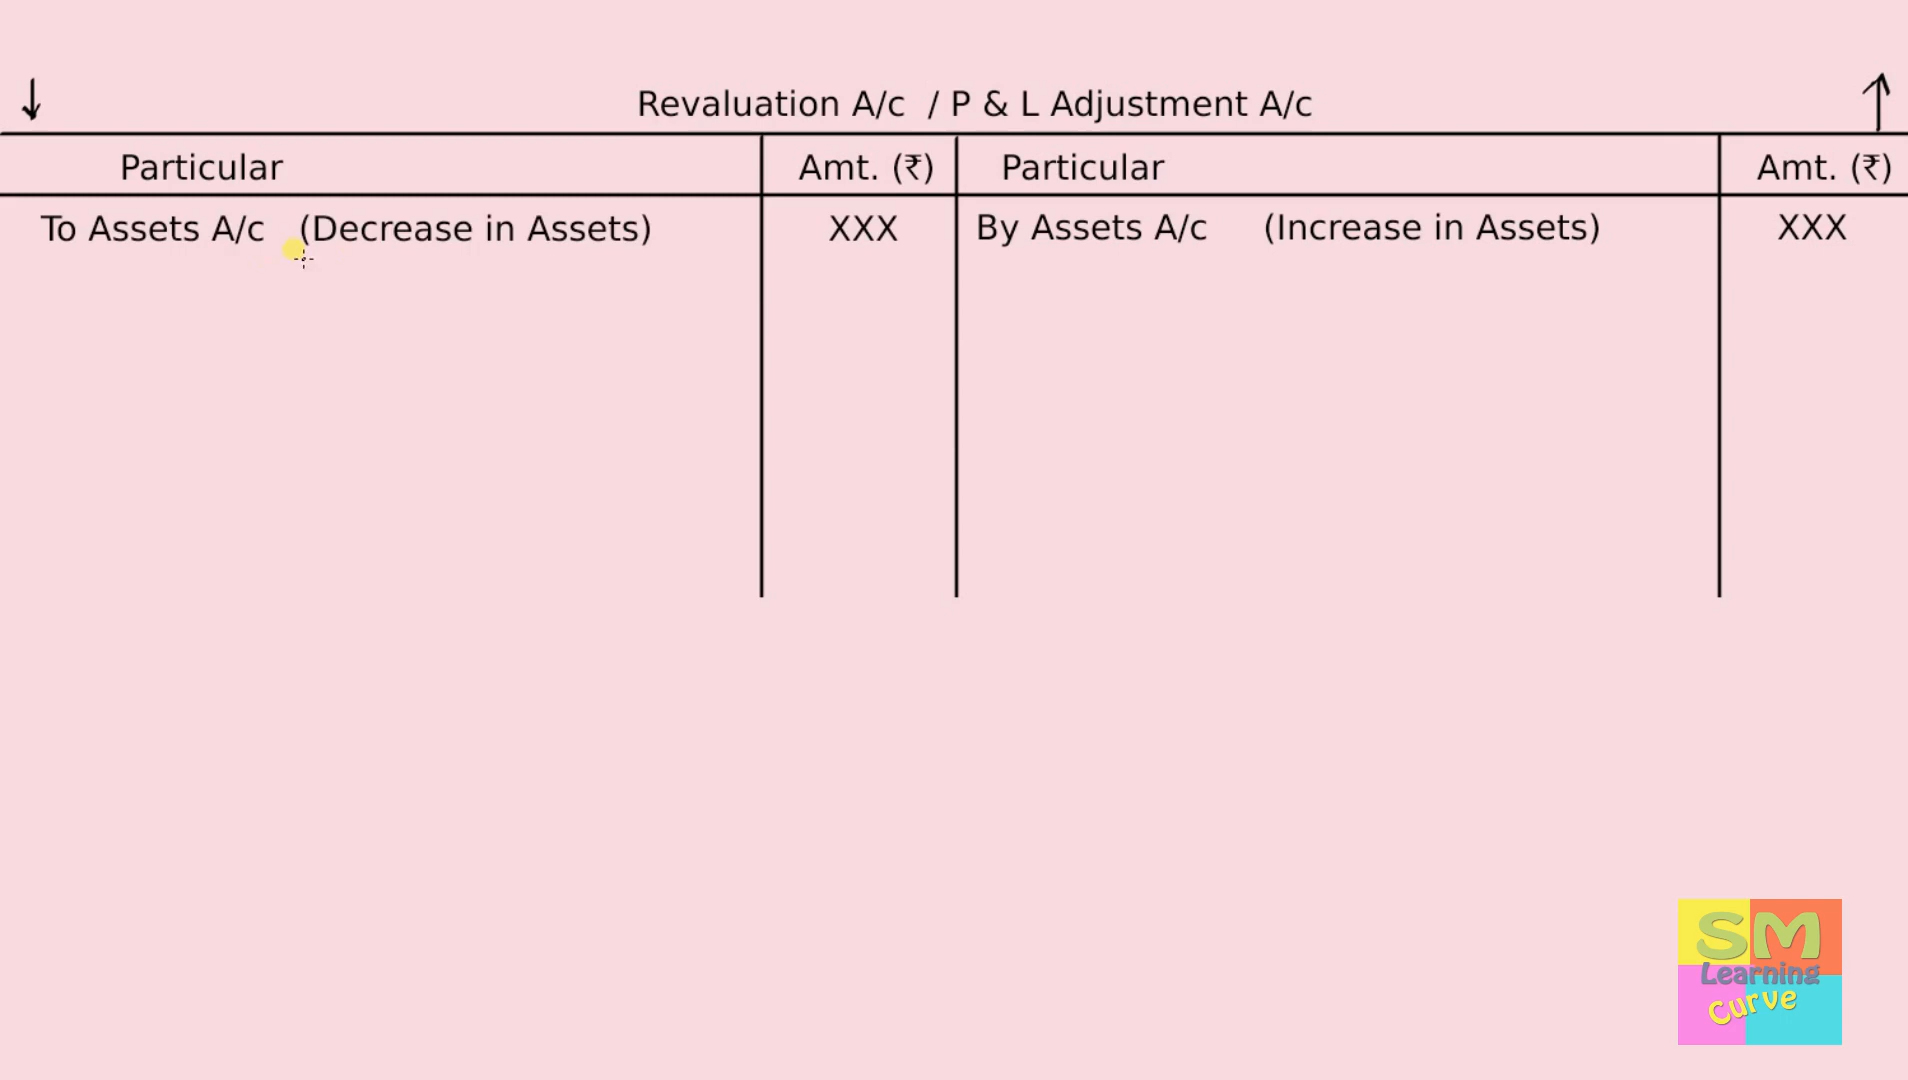 Revaluation A/c / P & L Adjustment A/c
Particular Amt. (₹) Particular Amt. (₹)
To Assets A/c (Decrease in Assets) XXX By Assets A/c (Increase in Assets) XXX
SM
Learning
Curve